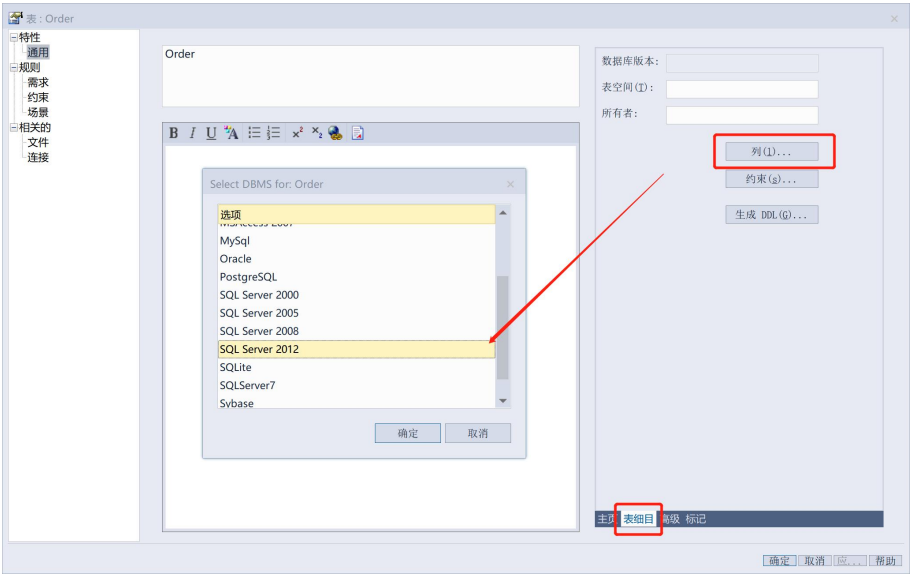 表 : Order
特性
通用
规则
需求
约束
场景
相关的
文件
连接
Order
B I U A x² x₂
数据库版本:
表空间(I):
所有者:
列(1)...
约束(s)...
生成 DDL(G)...
Select DBMS for: Order
选项
MSAccess 2007
MySql
Oracle
PostgreSQL
SQL Server 2000
SQL Server 2005
SQL Server 2008
SQL Server 2012
SQLite
SQLServer7
Sybase
确定 取消
主页 表细目 高级 标记
确定 取消 应... 帮助